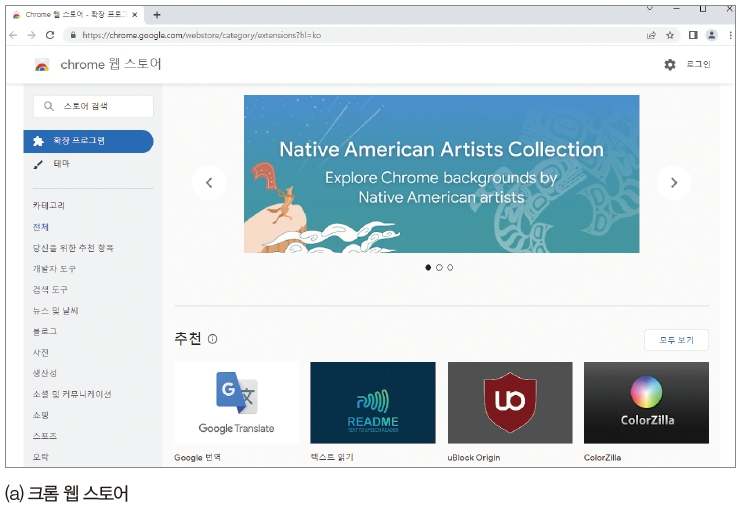 Chrome 웹 스토어 - 확장 프로그
https://chrome.google.com/webstore/category/extensions?hl=ko
chrome 웹 스토어
로그인
스토어 검색
확장 프로그램
테마
카테고리
전체
당신을 위한 추천 항목
개발자 도구
검색 도구
뉴스 및 날씨
블로그
사진
생산성
소셜 및 커뮤니케이션
쇼핑
스포츠
오락
Native American Artists Collection
Explore Chrome backgrounds by
Native American artists
추천
모두 보기
G 文
Google Translate
README
TEXT TO SPEECH READER
uO
ColorZilla
Google 번역
텍스트 읽기
uBlock Origin
ColorZilla
(a) 크롬 웹 스토어